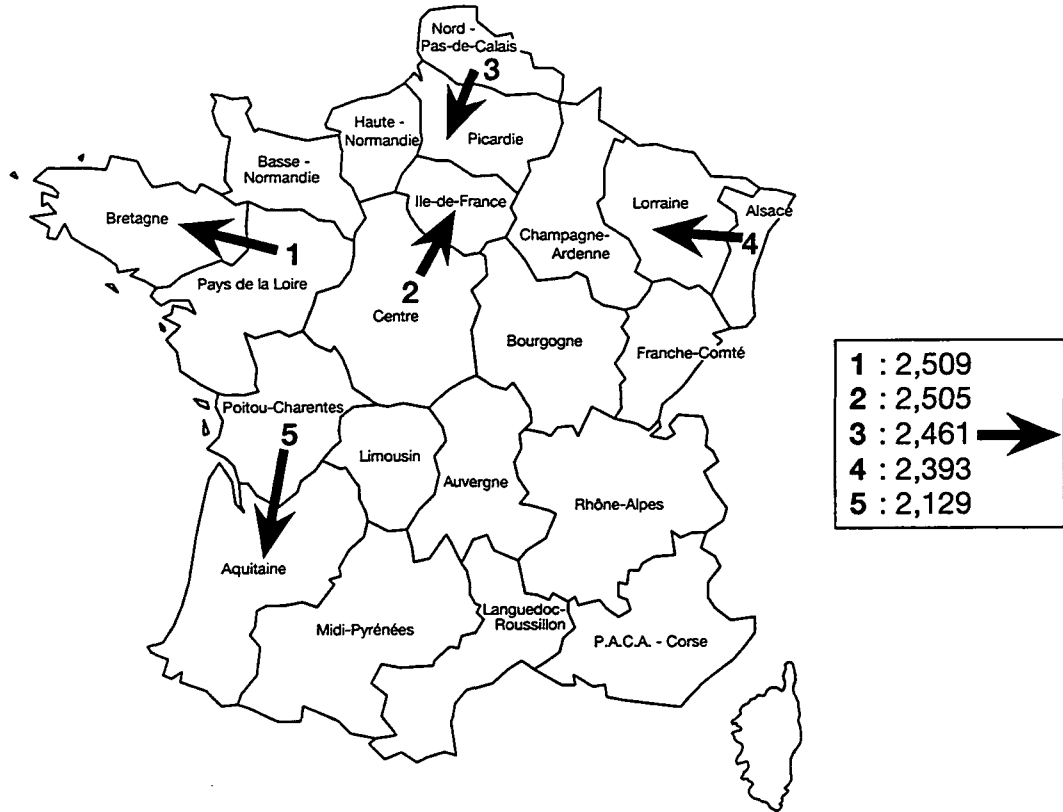 Nord -
Pas-de-Calais
3
Haute -
Normandie
Picardie
Basse -
Normandie
Ile-de-France
Lorraine
Alsace
Bretagne
1
4
Champagne-
Ardenne
Pays de la Loire
2
Centre
Bourgogne
Franche-Comté
Poitou-Charentes
5
Limousin
Auvergne
Rhône-Alpes
Aquitaine
Languedoc-
Roussillon
Midi-Pyrénées
P.A.C.A. - Corse
1 : 2,509
2 : 2,505
3 : 2,461
4 : 2,393
5 : 2,129